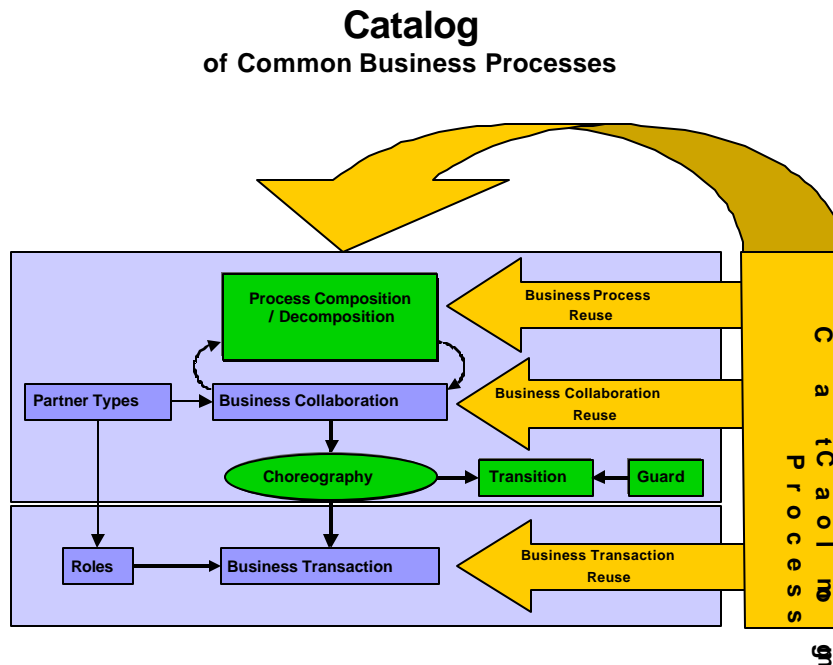 Catalog
of Common Business Processes
Process Composition
/ Decomposition
Business Process
Reuse
Partner Types
Business Collaboration
Business Collaboration
Reuse
Choreography
Transition
Guard
Roles
Business Transaction
Business Transaction
Reuse
Process